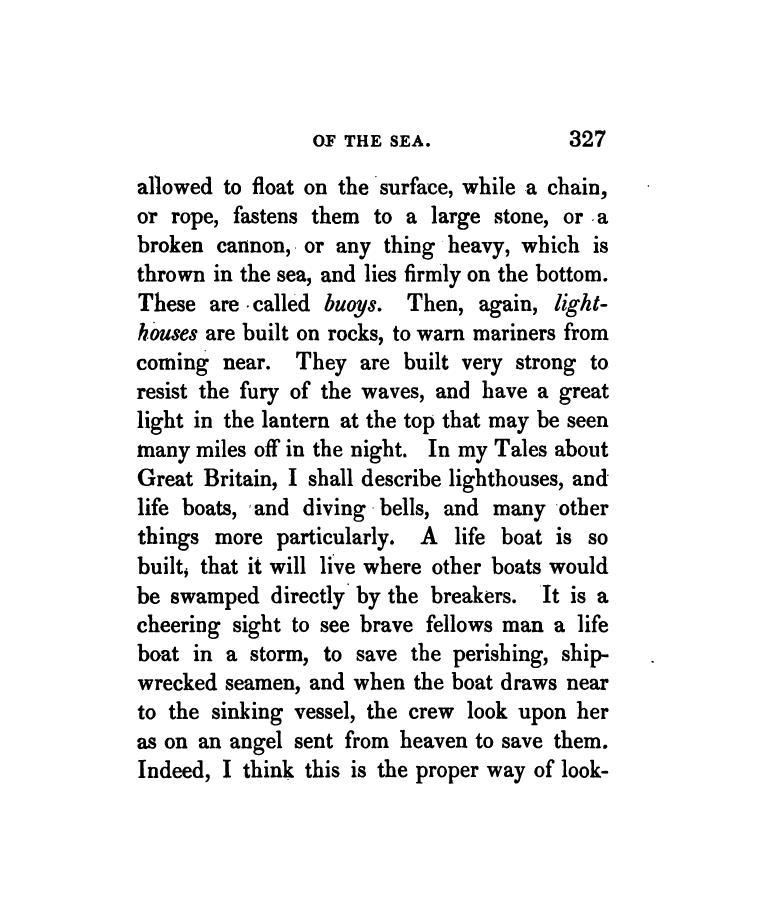 OF THE SEA. 327
allowed to float on the surface, while a chain,
or rope, fastens them to a large stone, or a
broken cannon, or any thing heavy, which is
thrown in the sea, and lies firmly on the bottom.
These are called buoys. Then, again, light-
houses are built on rocks, to warn mariners from
coming near. They are built very strong to
resist the fury of the waves, and have a great
light in the lantern at the top that may be seen
many miles off in the night. In my Tales about
Great Britain, I shall describe lighthouses, and
life boats, and diving bells, and many other
things more particularly. A life boat is so
built, that it will live where other boats would
be swamped directly by the breakers. It is a
cheering sight to see brave fellows man a life
boat in a storm, to save the perishing, ship-
wrecked seamen, and when the boat draws near
to the sinking vessel, the crew look upon her
as on an angel sent from heaven to save them.
Indeed, I think this is the proper way of look-